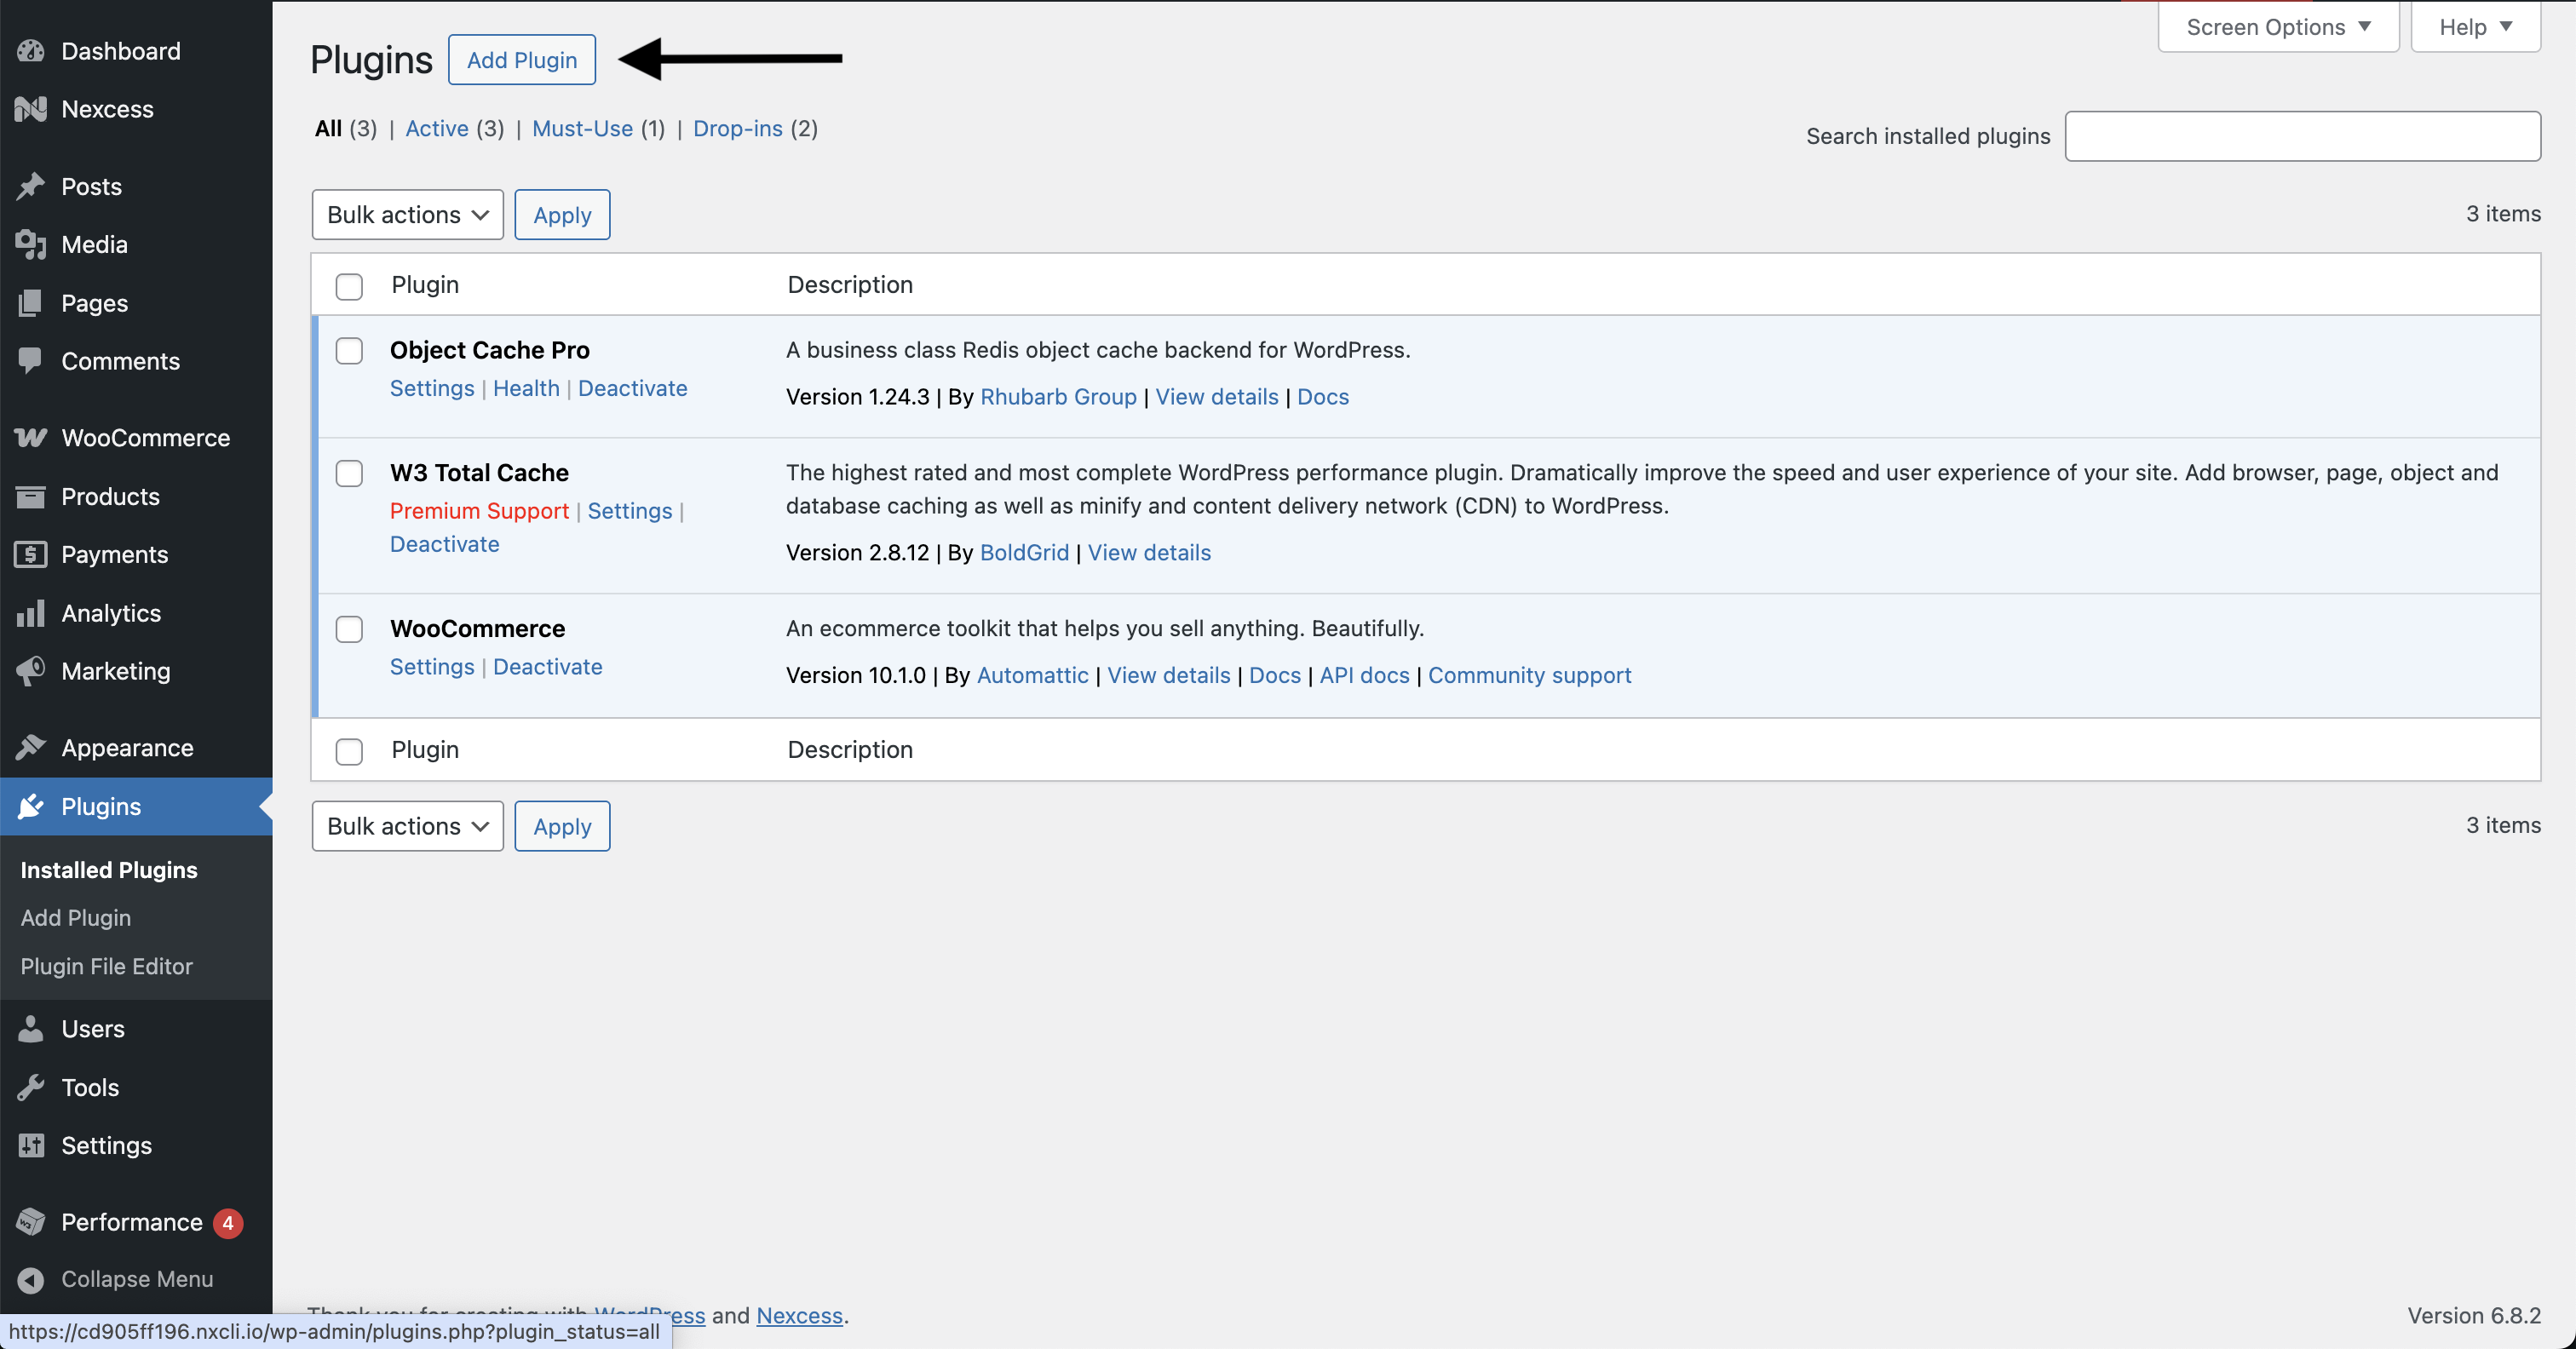 Dashboard
Nexcess
Posts
Media
Pages
Comments
WooCommerce
Products
Payments
Analytics
Marketing
Appearance
Plugins
Installed Plugins
Add Plugin
Plugin File Editor
Users
Tools
Settings
Performance 4
Collapse Menu
Screen Options ▼
Help ▼
Plugins Add Plugin
All (3) | Active (3) | Must-Use (1) | Drop-ins (2)
Search installed plugins
Bulk actions Apply
3 items
Plugin Description
Object Cache Pro
Settings | Health | Deactivate
A business class Redis object cache backend for WordPress.
Version 1.24.3 | By Rhubarb Group | View details | Docs
W3 Total Cache
Premium Support | Settings |
Deactivate
The highest rated and most complete WordPress performance plugin. Dramatically improve the speed and user experience of your site. Add browser, page, object and
database caching as well as minify and content delivery network (CDN) to WordPress.
Version 2.8.12 | By BoldGrid | View details
WooCommerce
Settings | Deactivate
An ecommerce toolkit that helps you sell anything. Beautifully.
Version 10.1.0 | By Automattic | View details | Docs | API docs | Community support
Plugin Description
Bulk actions Apply
3 items
Thank you for creating with WordPress and Nexcess.
Version 6.8.2
https://cd905ff196.nxcli.io/wp-admin/plugins.php?plugin_status=all